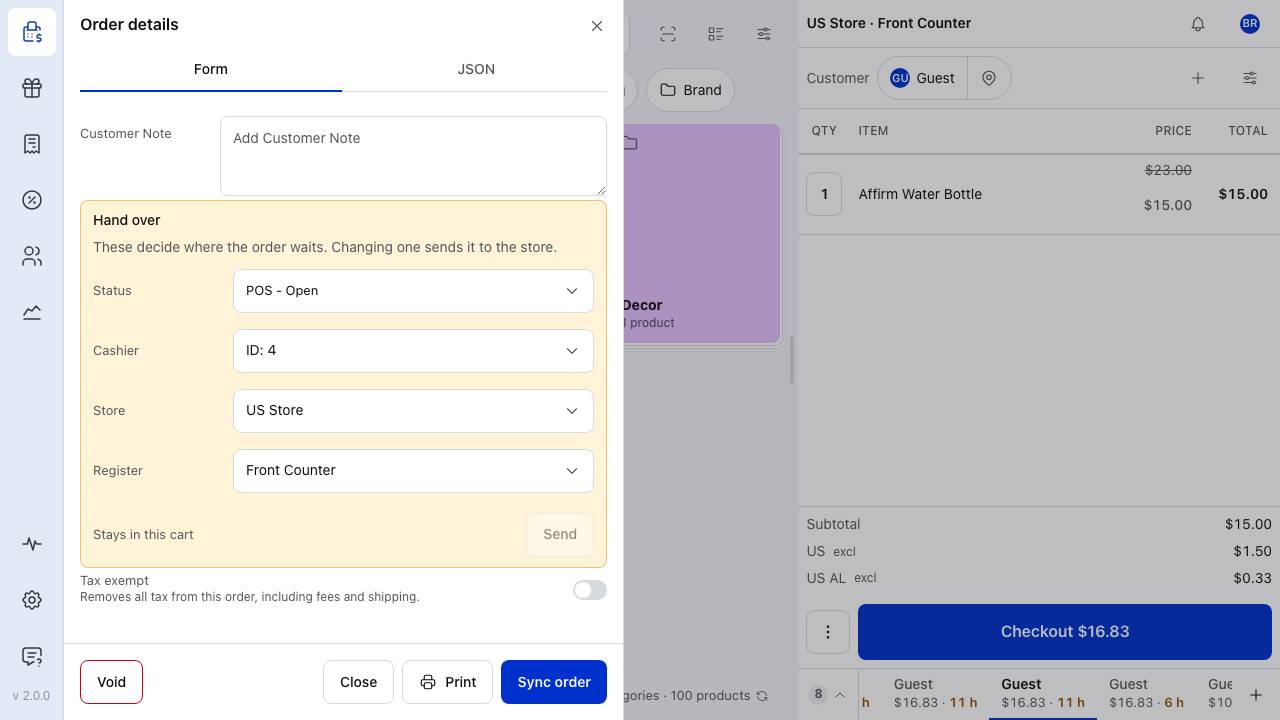 Order details
Form
JSON
Customer Note
Add Customer Note
Hand over
These decide where the order waits. Changing one sends it to the store.
Status
POS - Open
Cashier
ID: 4
Store
US Store
Register
Front Counter
Stays in this cart
Send
Tax exempt
Removes all tax from this order, including fees and shipping.
Void
Close
Print
Sync order
v 2.0.0
Brand
Decor
1 product
gories · 100 products
US Store · Front Counter
BR
Customer
GU Guest
QTY ITEM PRICE TOTAL
$23.00
1 Affirm Water Bottle $15.00
$15.00
Subtotal $15.00
US excl $1.50
US AL excl $0.33
Checkout $16.83
8
h
Guest
$16.83 · 11 h
Guest
$16.83 · 11 h
Guest
$16.83 · 6 h
Gue
$10